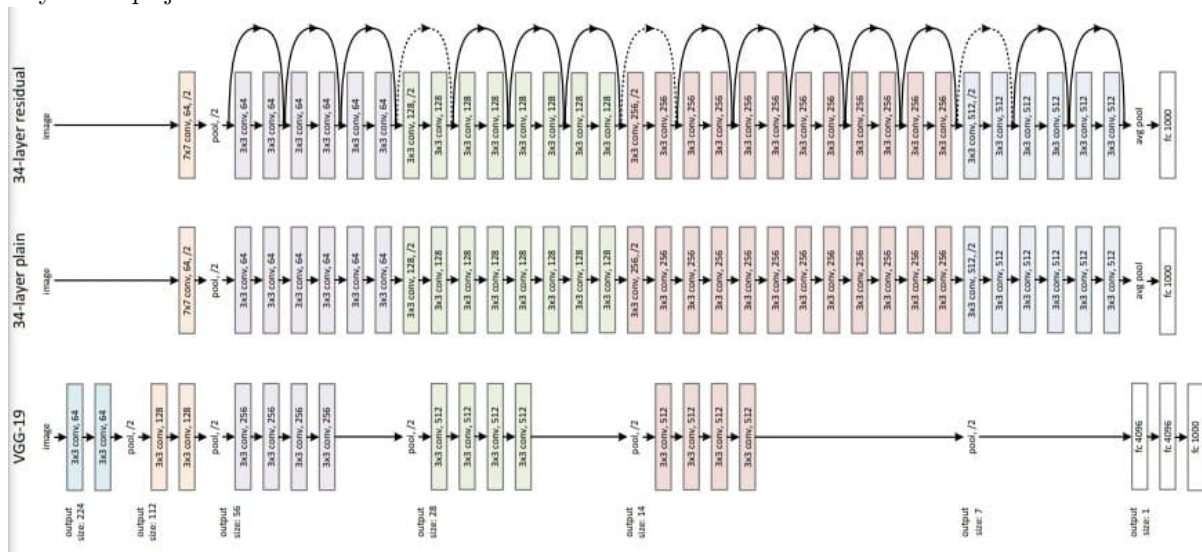 34-layer residual
image
7x7 conv, 64, /2
pool, /2
3x3 conv, 64
3x3 conv, 64
3x3 conv, 64
3x3 conv, 64
3x3 conv, 64
3x3 conv, 64
3x3 conv, 128, /2
3x3 conv, 128
3x3 conv, 128
3x3 conv, 128
3x3 conv, 128
3x3 conv, 128
3x3 conv, 128
3x3 conv, 128
3x3 conv, 256, /2
3x3 conv, 256
3x3 conv, 256
3x3 conv, 256
3x3 conv, 256
3x3 conv, 256
3x3 conv, 256
3x3 conv, 256
3x3 conv, 256
3x3 conv, 256
3x3 conv, 256
3x3 conv, 256
3x3 conv, 512, /2
3x3 conv, 512
3x3 conv, 512
3x3 conv, 512
3x3 conv, 512
3x3 conv, 512
avg pool
fc 1000
34-layer plain
image
7x7 conv, 64, /2
pool, /2
3x3 conv, 64
3x3 conv, 64
3x3 conv, 64
3x3 conv, 64
3x3 conv, 64
3x3 conv, 64
3x3 conv, 128, /2
3x3 conv, 128
3x3 conv, 128
3x3 conv, 128
3x3 conv, 128
3x3 conv, 128
3x3 conv, 128
3x3 conv, 128
3x3 conv, 256, /2
3x3 conv, 256
3x3 conv, 256
3x3 conv, 256
3x3 conv, 256
3x3 conv, 256
3x3 conv, 256
3x3 conv, 256
3x3 conv, 256
3x3 conv, 256
3x3 conv, 256
3x3 conv, 256
3x3 conv, 512, /2
3x3 conv, 512
3x3 conv, 512
3x3 conv, 512
3x3 conv, 512
3x3 conv, 512
avg pool
fc 1000
VGG-19
image
3x3 conv, 64
3x3 conv, 64
pool, /2
3x3 conv, 128
3x3 conv, 128
pool, /2
3x3 conv, 256
3x3 conv, 256
3x3 conv, 256
3x3 conv, 256
pool, /2
3x3 conv, 512
3x3 conv, 512
3x3 conv, 512
3x3 conv, 512
pool, /2
3x3 conv, 512
3x3 conv, 512
3x3 conv, 512
3x3 conv, 512
pool, /2
fc 4096
fc 4096
fc 1000
output
size: 224
output
size: 112
output
size: 56
output
size: 28
output
size: 14
output
size: 7
output
size: 1